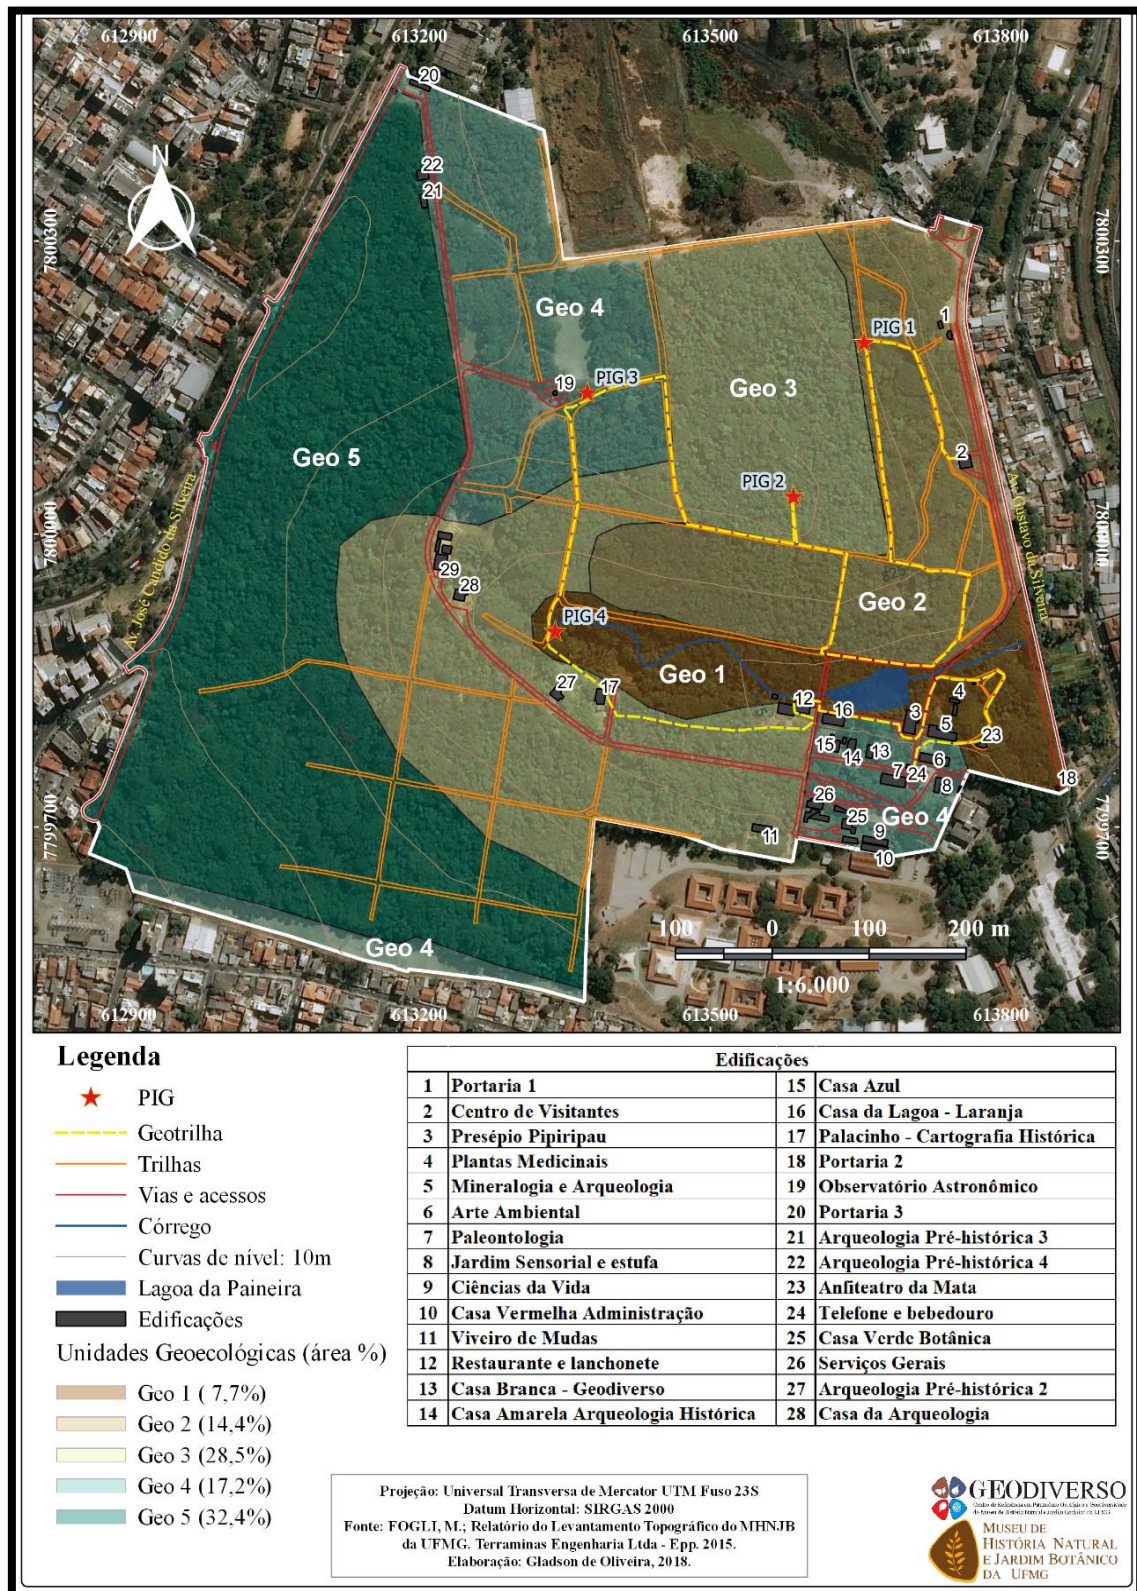 612900 613200 613500 613800
20
N
22
21
7800300
7800300
Geo 4
1
PIG 1
19
PIG 3
Geo 3
Geo 5
2
PIG 2
Av. José Candido da Silveira
Av. Gustavo da Silveira
7800000
7800000
29
28
Geo 2
PIG 4
Geo 1
27
17
12
16
4
3
5
23
15
14
13
6
7
24
8
18
26
25
Geo 4
9
11
10
7799700
7799700
Geo 4
100 0 100 200 m
1:6.000
612900 613200 613500 613800
Legenda
PIG
Geotrilha
Trilhas
Vias e acessos
Córrego
Curvas de nível: 10m
Lagoa da Paineira
Edificações
Unidades Geoecológicas (área %)
Geo 1 ( 7,7%)
Geo 2 (14,4%)
Geo 3 (28,5%)
Geo 4 (17,2%)
Geo 5 (32,4%)
Edificações
1 Portaria 1 15 Casa Azul
2 Centro de Visitantes 16 Casa da Lagoa - Laranja
3 Presépio Pipiripau 17 Palacinho - Cartografia Histórica
4 Plantas Medicinais 18 Portaria 2
5 Mineralogia e Arqueologia 19 Observatório Astronômico
6 Arte Ambiental 20 Portaria 3
7 Paleontologia 21 Arqueologia Pré-histórica 3
8 Jardim Sensorial e estufa 22 Arqueologia Pré-histórica 4
9 Ciências da Vida 23 Anfiteatro da Mata
10 Casa Vermelha Administração 24 Telefone e bebedouro
11 Viveiro de Mudas 25 Casa Verde Botânica
12 Restaurante e lanchonete 26 Serviços Gerais
13 Casa Branca - Geodiverso 27 Arqueologia Pré-histórica 2
14 Casa Amarela Arqueologia Histórica 28 Casa da Arqueologia
Projeção: Universal Transversa de Mercator UTM Fuso 23S
Datum Horizontal: SIRGAS 2000
Fonte: FOGLI, M.; Relatório do Levantamento Topográfico do MHNJB
da UFMG. Terraminas Engenharia Ltda - Epp. 2015.
Elaboração: Gladson de Oliveira, 2018.
GEODIVERSO
MUSEU DE
HISTÓRIA NATURAL
E JARDIM BOTÂNICO
DA UFMG